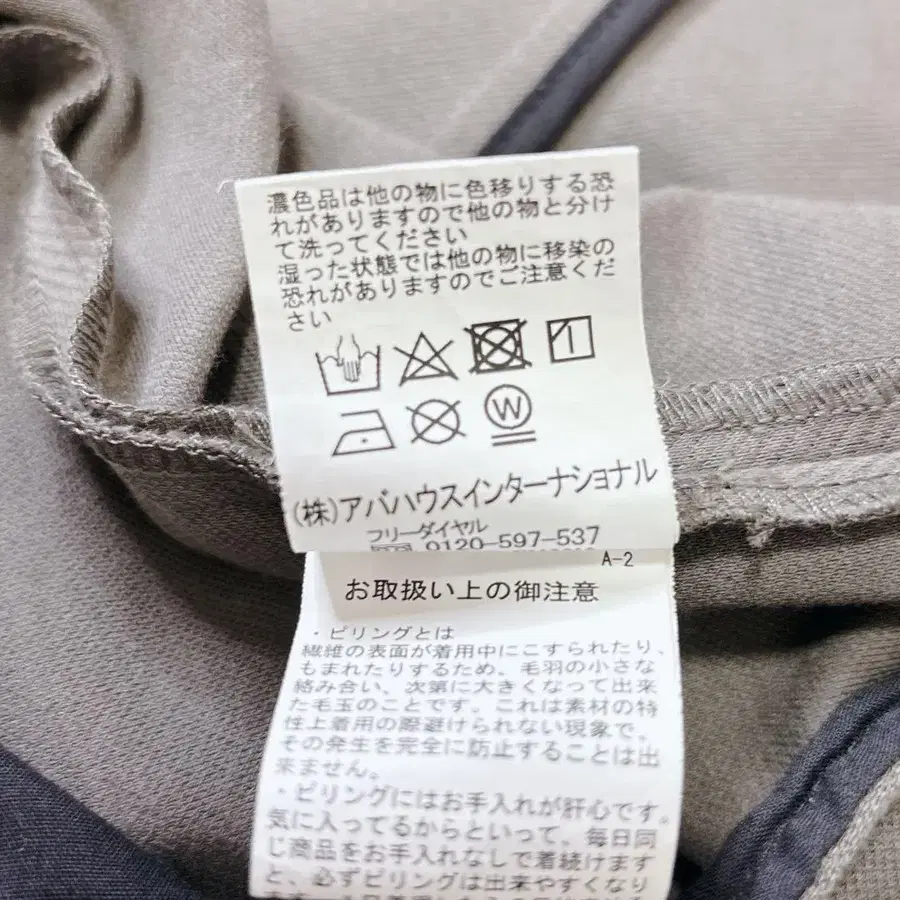 濃色品は他の物に色移りする恐
れがありますので他の物と分け
て洗ってください
湿った状態では他の物に移染の
恐れがありますのでご注意くだ
さい
W
(株)アバハウスインターナショナル
フリーダイヤル
0120-597-537
A-2
お取扱い上の御注意
・ピリングとは
繊維の表面が着用中にこすられたり、
もまれたりするため、毛羽の小さな
絡み合い、次第に大きくなって出来
た毛玉のことです。これは素材の特
性上着用の際避けられない現象で、
その発生を完全に防止することは出
来ません。
・ピリングにはお手入れが肝心です。
気に入ってるからといって、毎日同
じ商品をお手入れなしで着続けますと
、必ずピリングは出来やすくなり